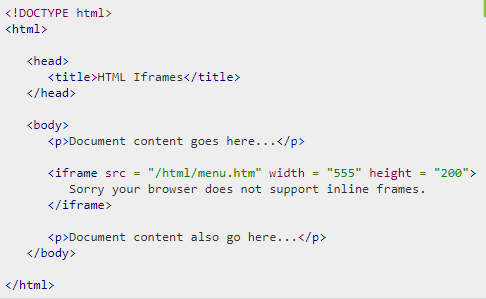 <!DOCTYPE html>
<html>
<head>
<title>HTML Iframes</title>
</head>
<body>
<p>Document content goes here...</p>
<iframe src = "/html/menu.htm" width = "555" height = "200">
Sorry your browser does not support inline frames.
</iframe>
<p>Document content also go here...</p>
</body>
</html>